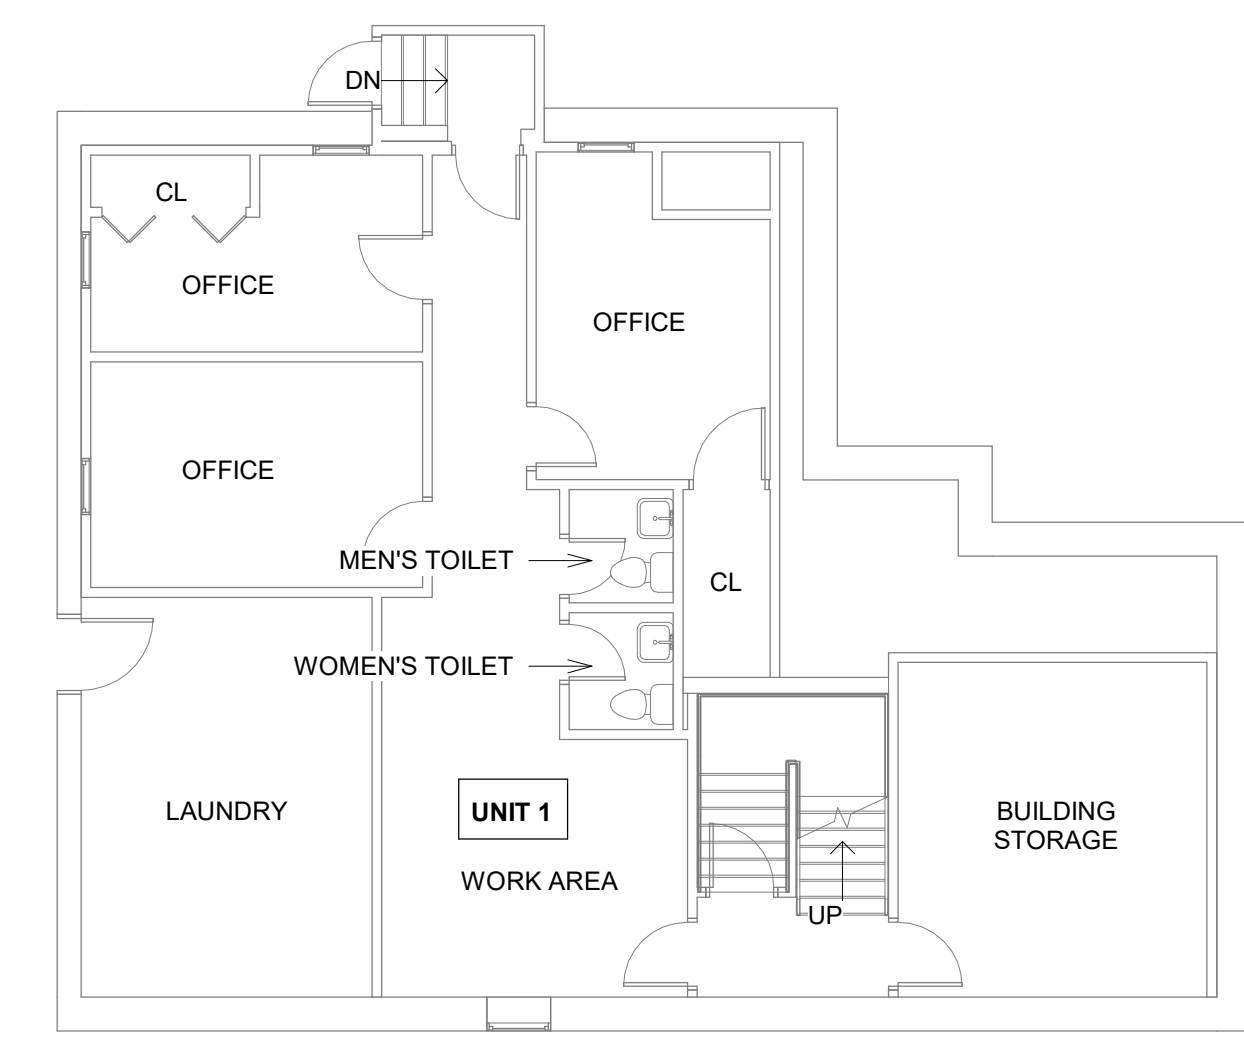 DN
CL
OFFICE
OFFICE
OFFICE
MEN'S TOILET
CL
WOMEN'S TOILET
LAUNDRY
UNIT 1
WORK AREA
UP
BUILDING
STORAGE